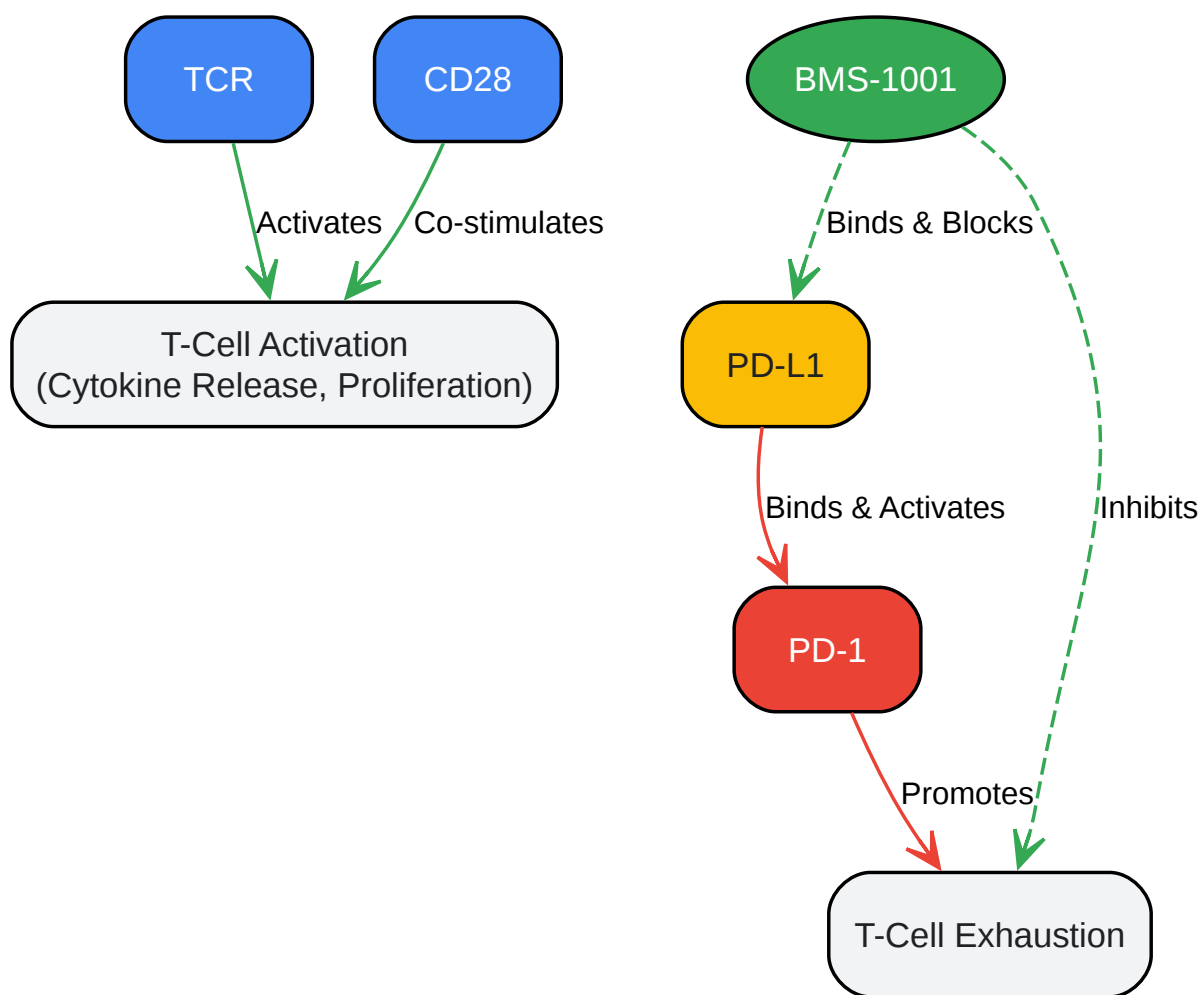 TCR
CD28
BMS-1001
Activates
Co-stimulates
Binds & Blocks
T-Cell Activation
(Cytokine Release, Proliferation)
PD-L1
Binds & Activates
Inhibits
PD-1
Promotes
T-Cell Exhaustion